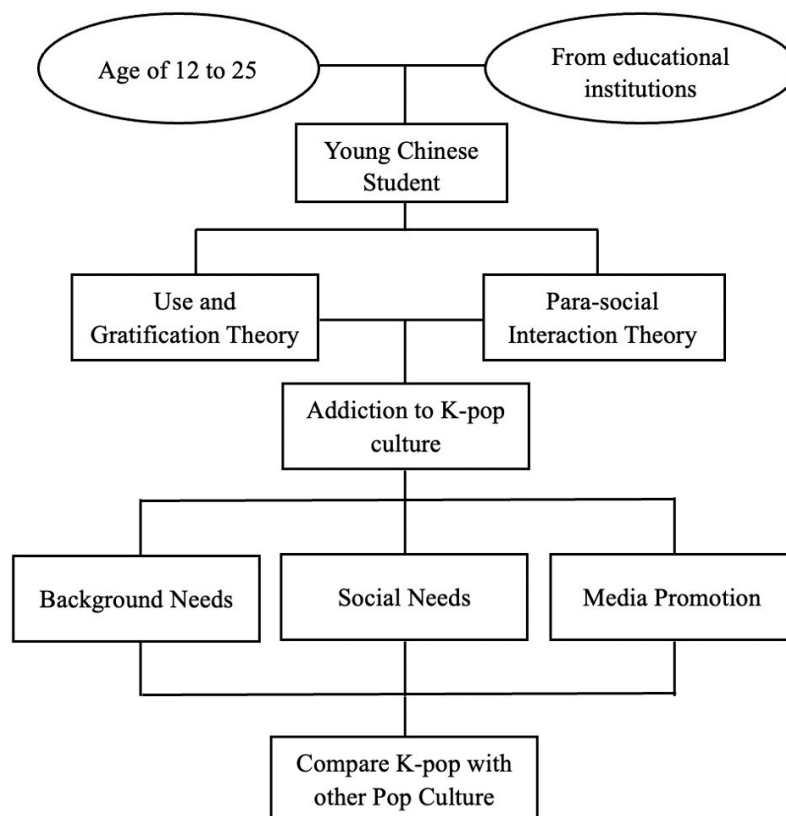 Age of 12 to 25
From educational
institutions
Young Chinese
Student
Use and
Gratification Theory
Para-social
Interaction Theory
Addiction to K-pop
culture
Background Needs
Social Needs
Media Promotion
Compare K-pop with
other Pop Culture